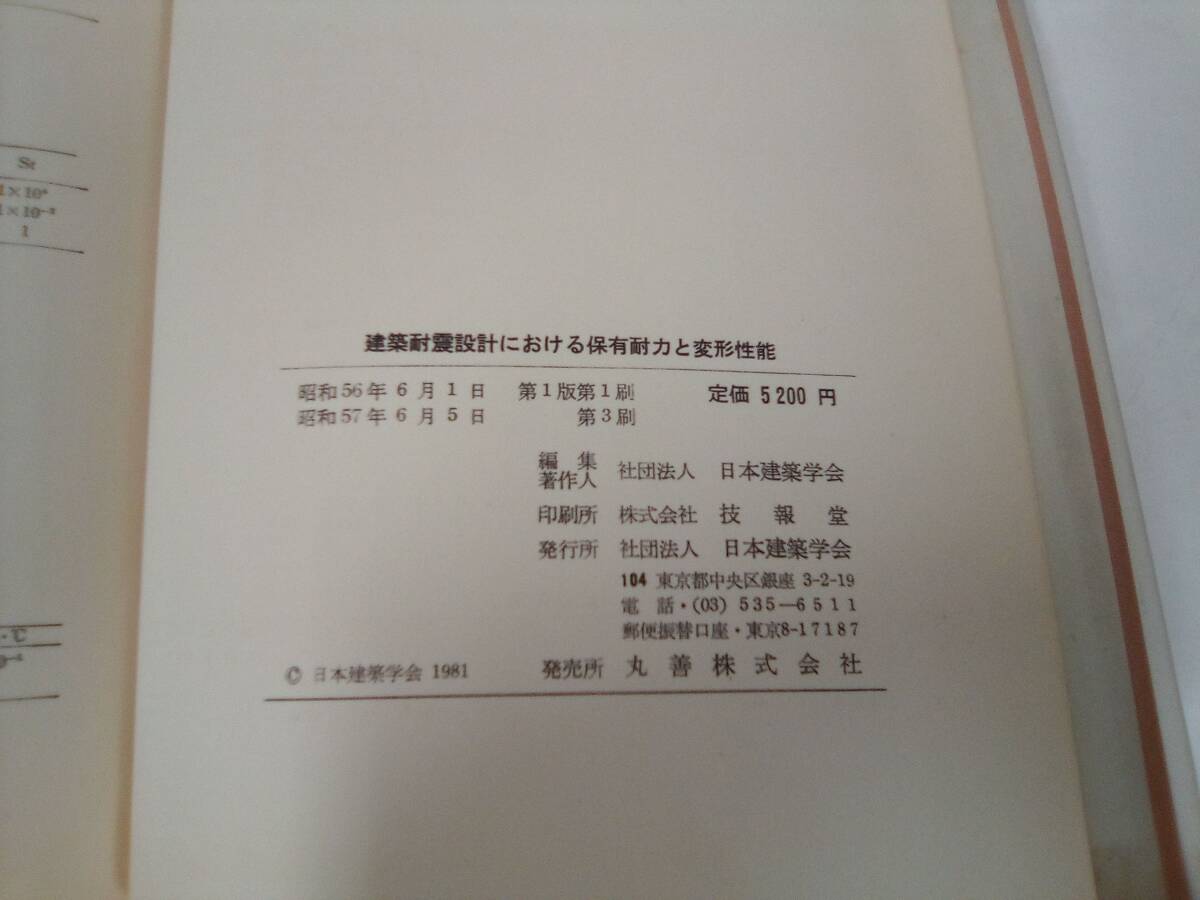 St
1×10⁴
1×10⁻²
1
・℃
建築耐震設計における保有耐力と変形性能
昭和56年 6 月 1 日 第1版第1刷 定価 5200 円
昭和57年 6 月 5 日 第3刷
編集
著作人 社団法人 日本建築学会
印刷所 株式会社 技報堂
発行所 社団法人 日本建築学会
104 東京都中央区銀座 3-2-19
電話・(03) 535—6511
郵便振替口座・東京8-17187
© 日本建築学会 1981 発売所 丸善株式会社